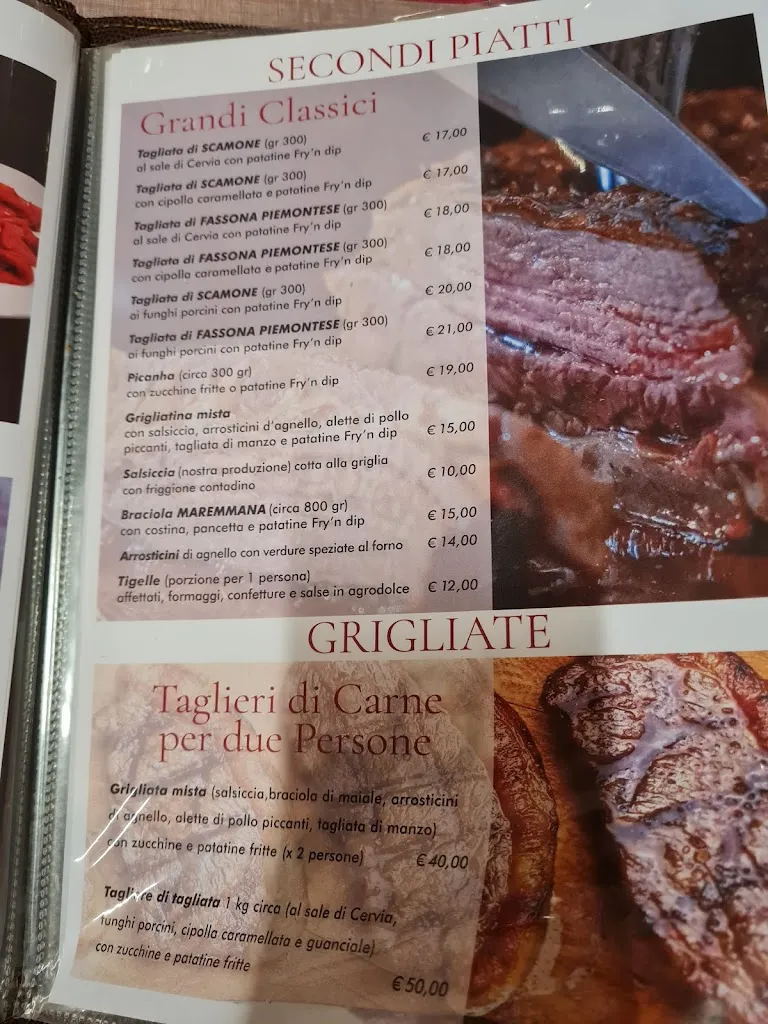 SECONDI PIATTI
Grandi Classici
Tagliata di SCAMONE (gr 300)
al sale di Cervia con patatine Fry'n dip € 17,00
Tagliata di SCAMONE (gr 300)
con cipolla caramellata e patatine Fry'n dip € 17,00
Tagliata di FASSONA PIEMONTESE (gr 300)
al sale di Cervia con patatine Fry'n dip € 18,00
Tagliata di FASSONA PIEMONTESE (gr 300)
con cipolla caramellata e patatine Fry'n dip € 18,00
Tagliata di SCAMONE (gr 300)
ai funghi porcini con patatine Fry'n dip € 20,00
Tagliata di FASSONA PIEMONTESE (gr 300)
ai funghi porcini con patatine Fry'n dip € 21,00
Picanha (circa 300 gr)
con zucchine fritte o patatine Fry'n dip € 19,00
Grigliatina mista
con salsiccia, arrosticini d'agnello, alette di pollo
piccanti, tagliata di manzo e patatine Fry'n dip € 15,00
Salsiccia (nostra produzione) cotta alla griglia
con friggione contadino € 10,00
Braciola MAREMMANA (circa 800 gr)
con costina, pancetta e patatine Fry'n dip € 15,00
Arrosticini di agnello con verdure speziate al forno € 14,00
Tigelle (porzione per 1 persona)
affettati, formaggi, confetture e salse in agrodolce € 12,00
GRIGLIATE
Taglieri di Carne
per due Persone
Grigliata mista (salsiccia,braciola di maiale, arrosticini
di agnello, alette di pollo piccanti, tagliata di manzo)
con zucchine e patatine fritte (x 2 persone) € 40,00
Tagliere di tagliata 1 kg circa (al sale di Cervia,
funghi porcini, cipolla caramellata e guanciale)
con zucchine e patatine fritte
€ 50,00